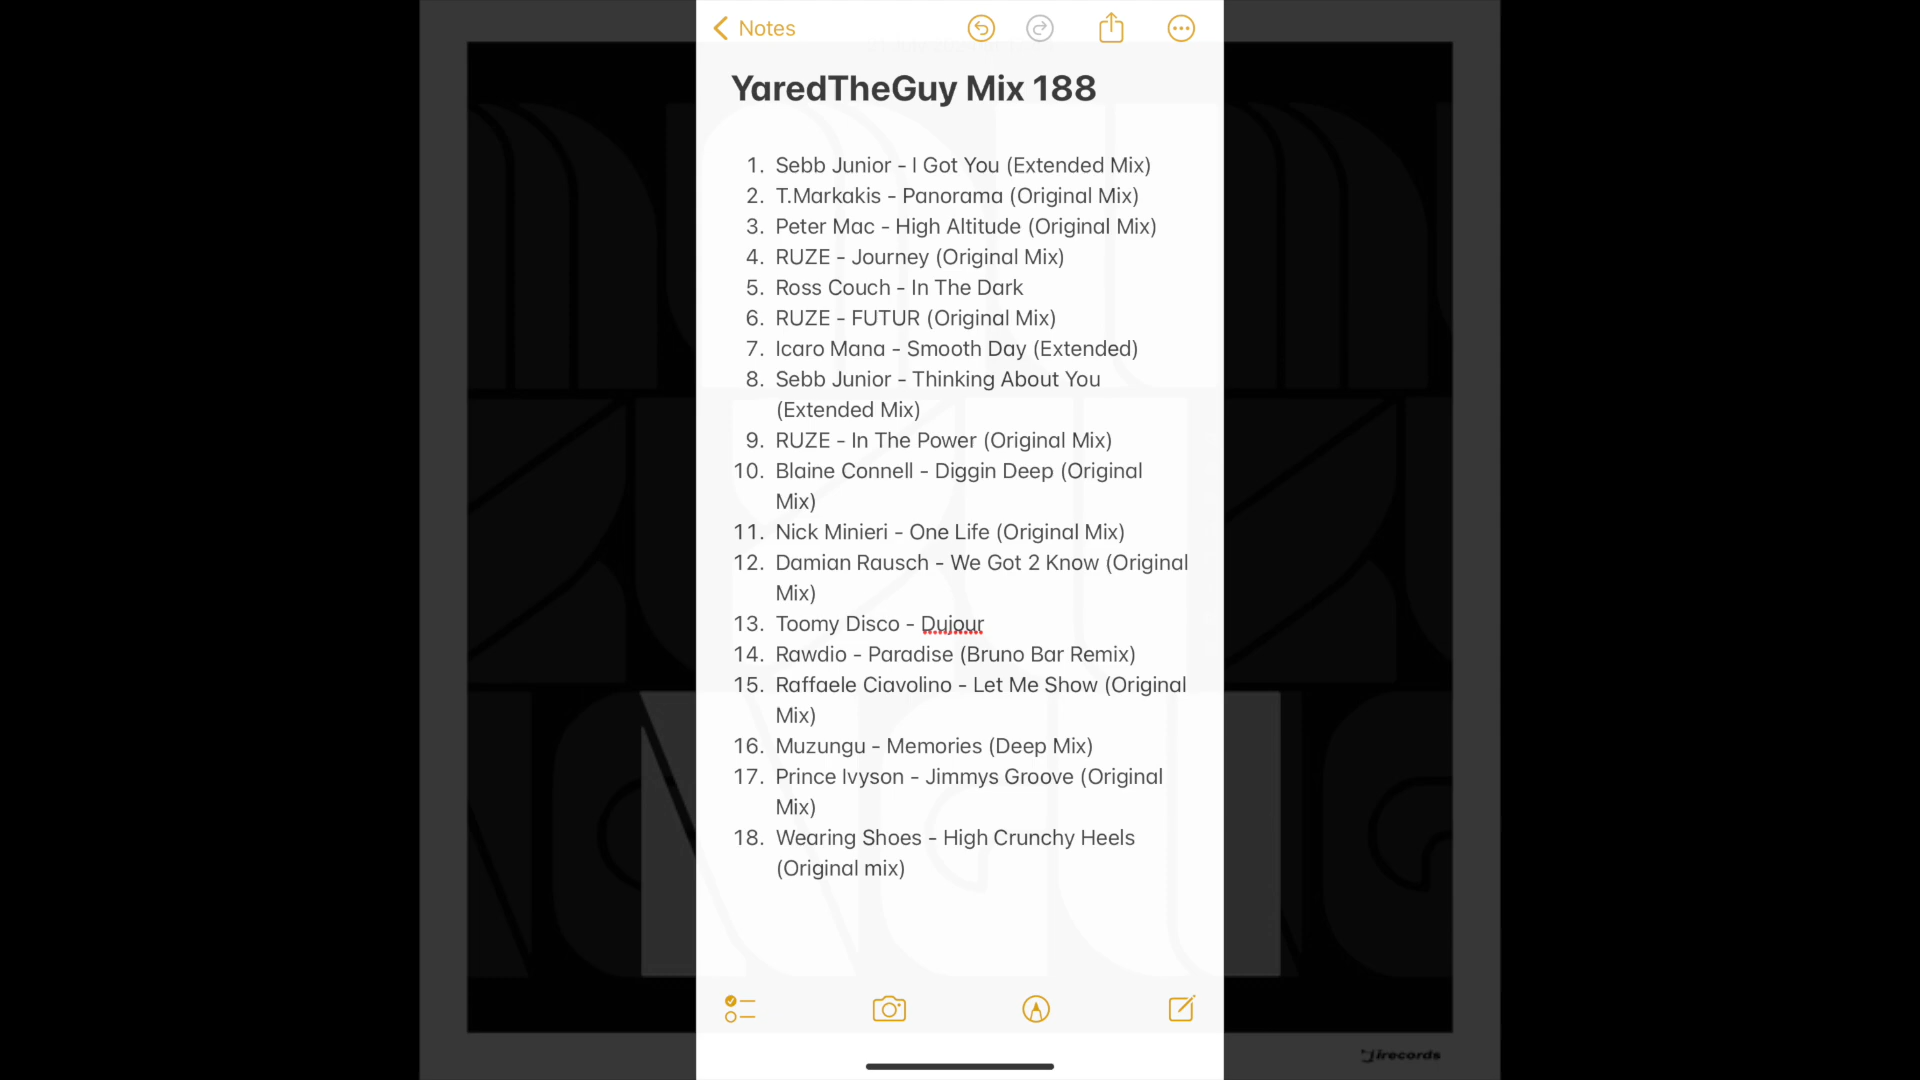 Notes
YaredTheGuy Mix 188
1. Sebb Junior - I Got You (Extended Mix)
2. T.Markakis - Panorama (Original Mix)
3. Peter Mac - High Altitude (Original Mix)
4. RUZE - Journey (Original Mix)
5. Ross Couch - In The Dark
6. RUZE - FUTUR (Original Mix)
7. Icaro Mana - Smooth Day (Extended)
8. Sebb Junior - Thinking About You
(Extended Mix)
9. RUZE - In The Power (Original Mix)
10. Blaine Connell - Diggin Deep (Original
Mix)
11. Nick Minieri - One Life (Original Mix)
12. Damian Rausch - We Got 2 Know (Original
Mix)
13. Toomy Disco - Dujour
14. Rawdio - Paradise (Bruno Bar Remix)
15. Raffaele Ciavolino - Let Me Show (Original
Mix)
16. Muzungu - Memories (Deep Mix)
17. Prince Ivyson - Jimmys Groove (Original
Mix)
18. Wearing Shoes - High Crunchy Heels
(Original mix)